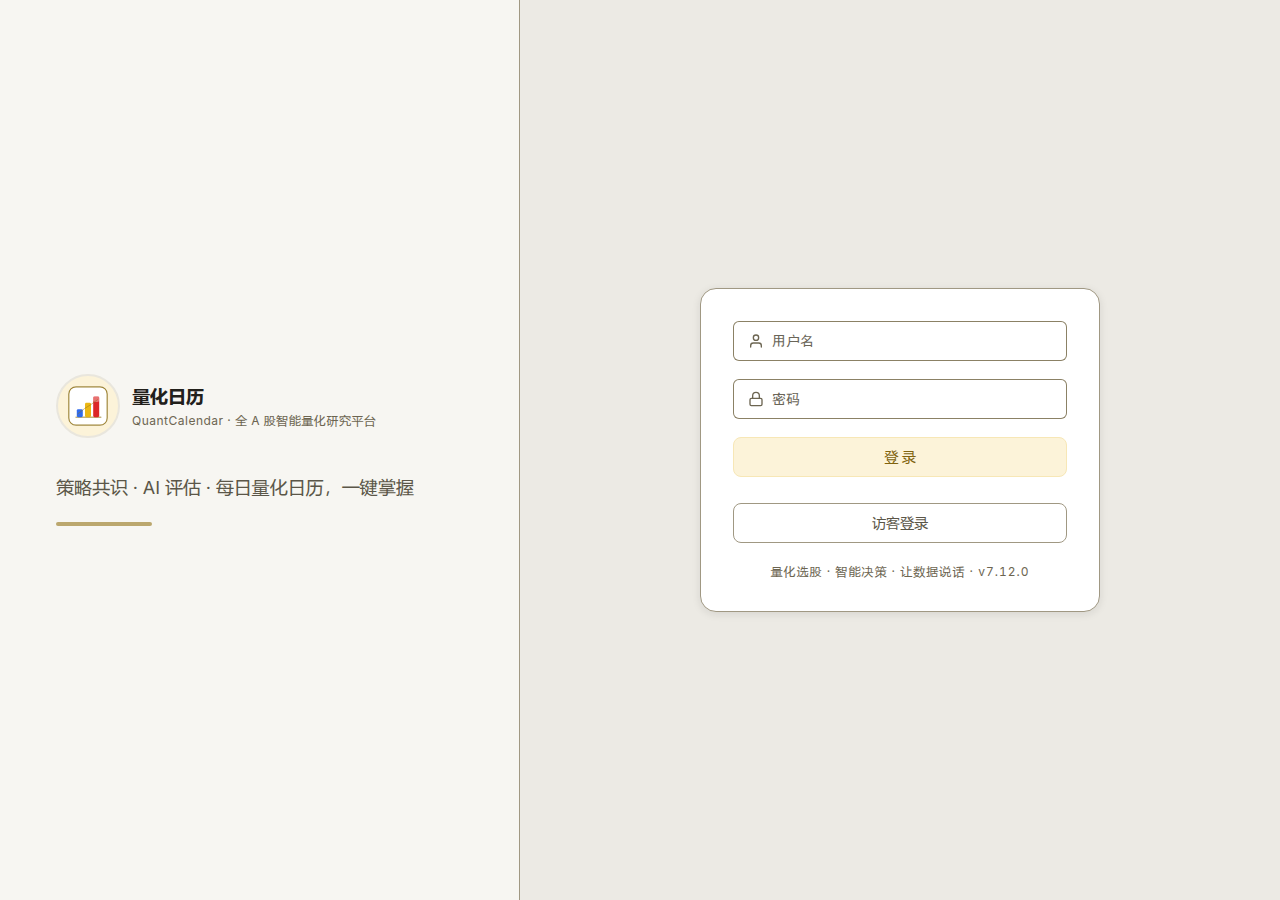 量化日历
QuantCalendar · 全 A 股智能量化研究平台
策略共识 · AI 评估 · 每日量化日历，一键掌握
用户名
密码
登录
访客登录
量化选股 · 智能决策 · 让数据说话 · v7.12.0